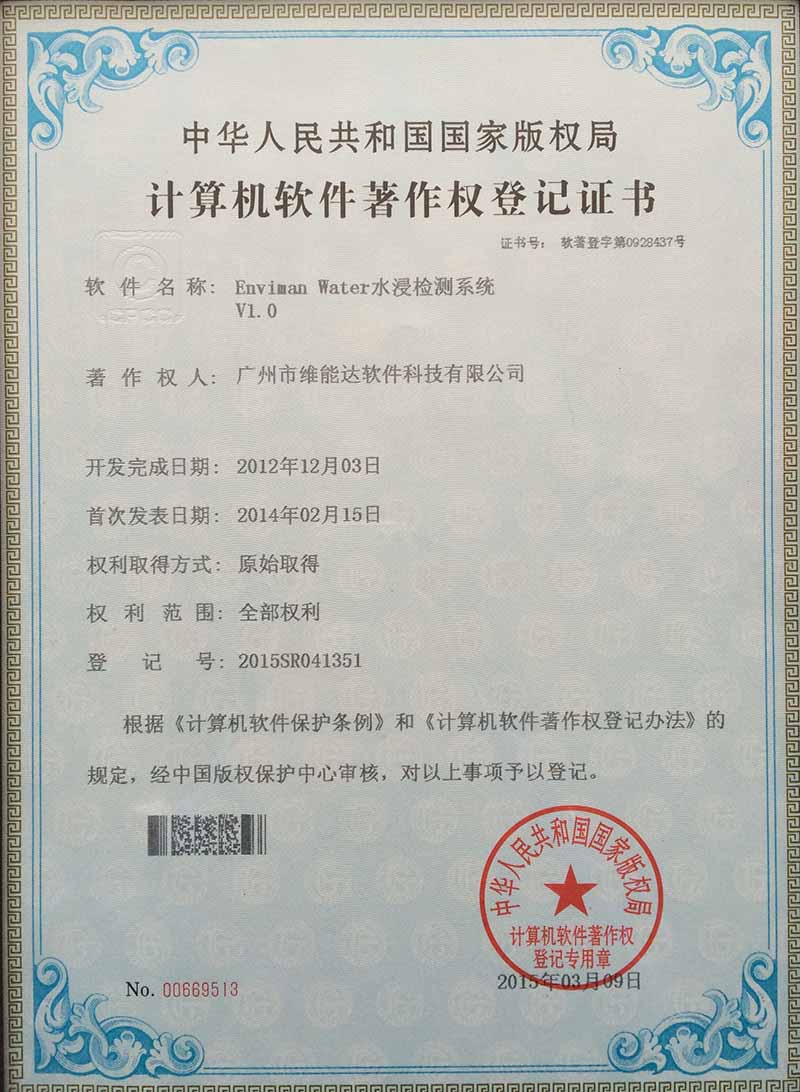 中华人民共和国国家版权局
计算机软件著作权登记证书
证书号： 软著登字第0928437号
软件名称： Enviman Water水浸检测系统
V1.0
著作权人： 广州市维能达软件科技有限公司
开发完成日期： 2012年12月03日
首次发表日期： 2014年02月15日
权利取得方式： 原始取得
权利范围： 全部权利
登记号： 2015SR041351
根据《计算机软件保护条例》和《计算机软件著作权登记办法》的
规定，经中国版权保护中心审核，对以上事项予以登记。
中华人民共和国国家版权局
计算机软件著作权
登记专用章
2015年03月09日
No. 00669513